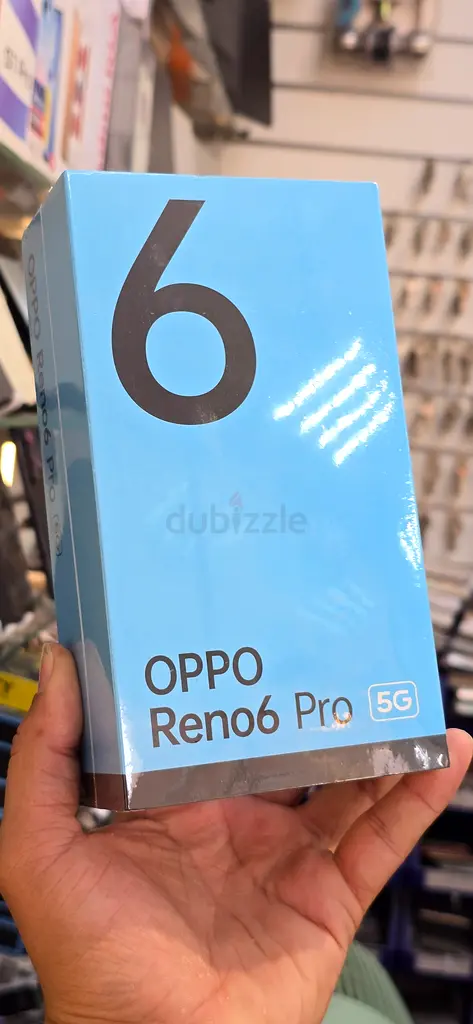 6
dubizzle
OPPO
Reno6 Pro 5G
OPPO Reno6 Pro